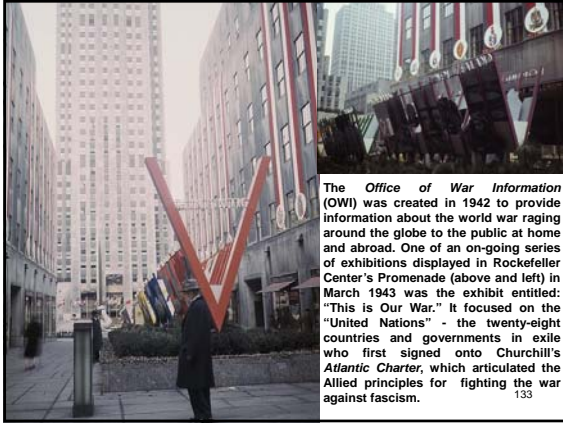 The Office of War Information
(OWI) was created in 1942 to provide
information about the world war raging
around the globe to the public at home
and abroad. One of an on-going series
of exhibitions displayed in Rockefeller
Center's Promenade (above and left) in
March 1943 was the exhibit entitled:
“This is Our War.” It focused on the
“United Nations” - the twenty-eight
countries and governments in exile
who first signed onto Churchill's
Atlantic Charter, which articulated the
Allied principles for fighting the war
against fascism.
133